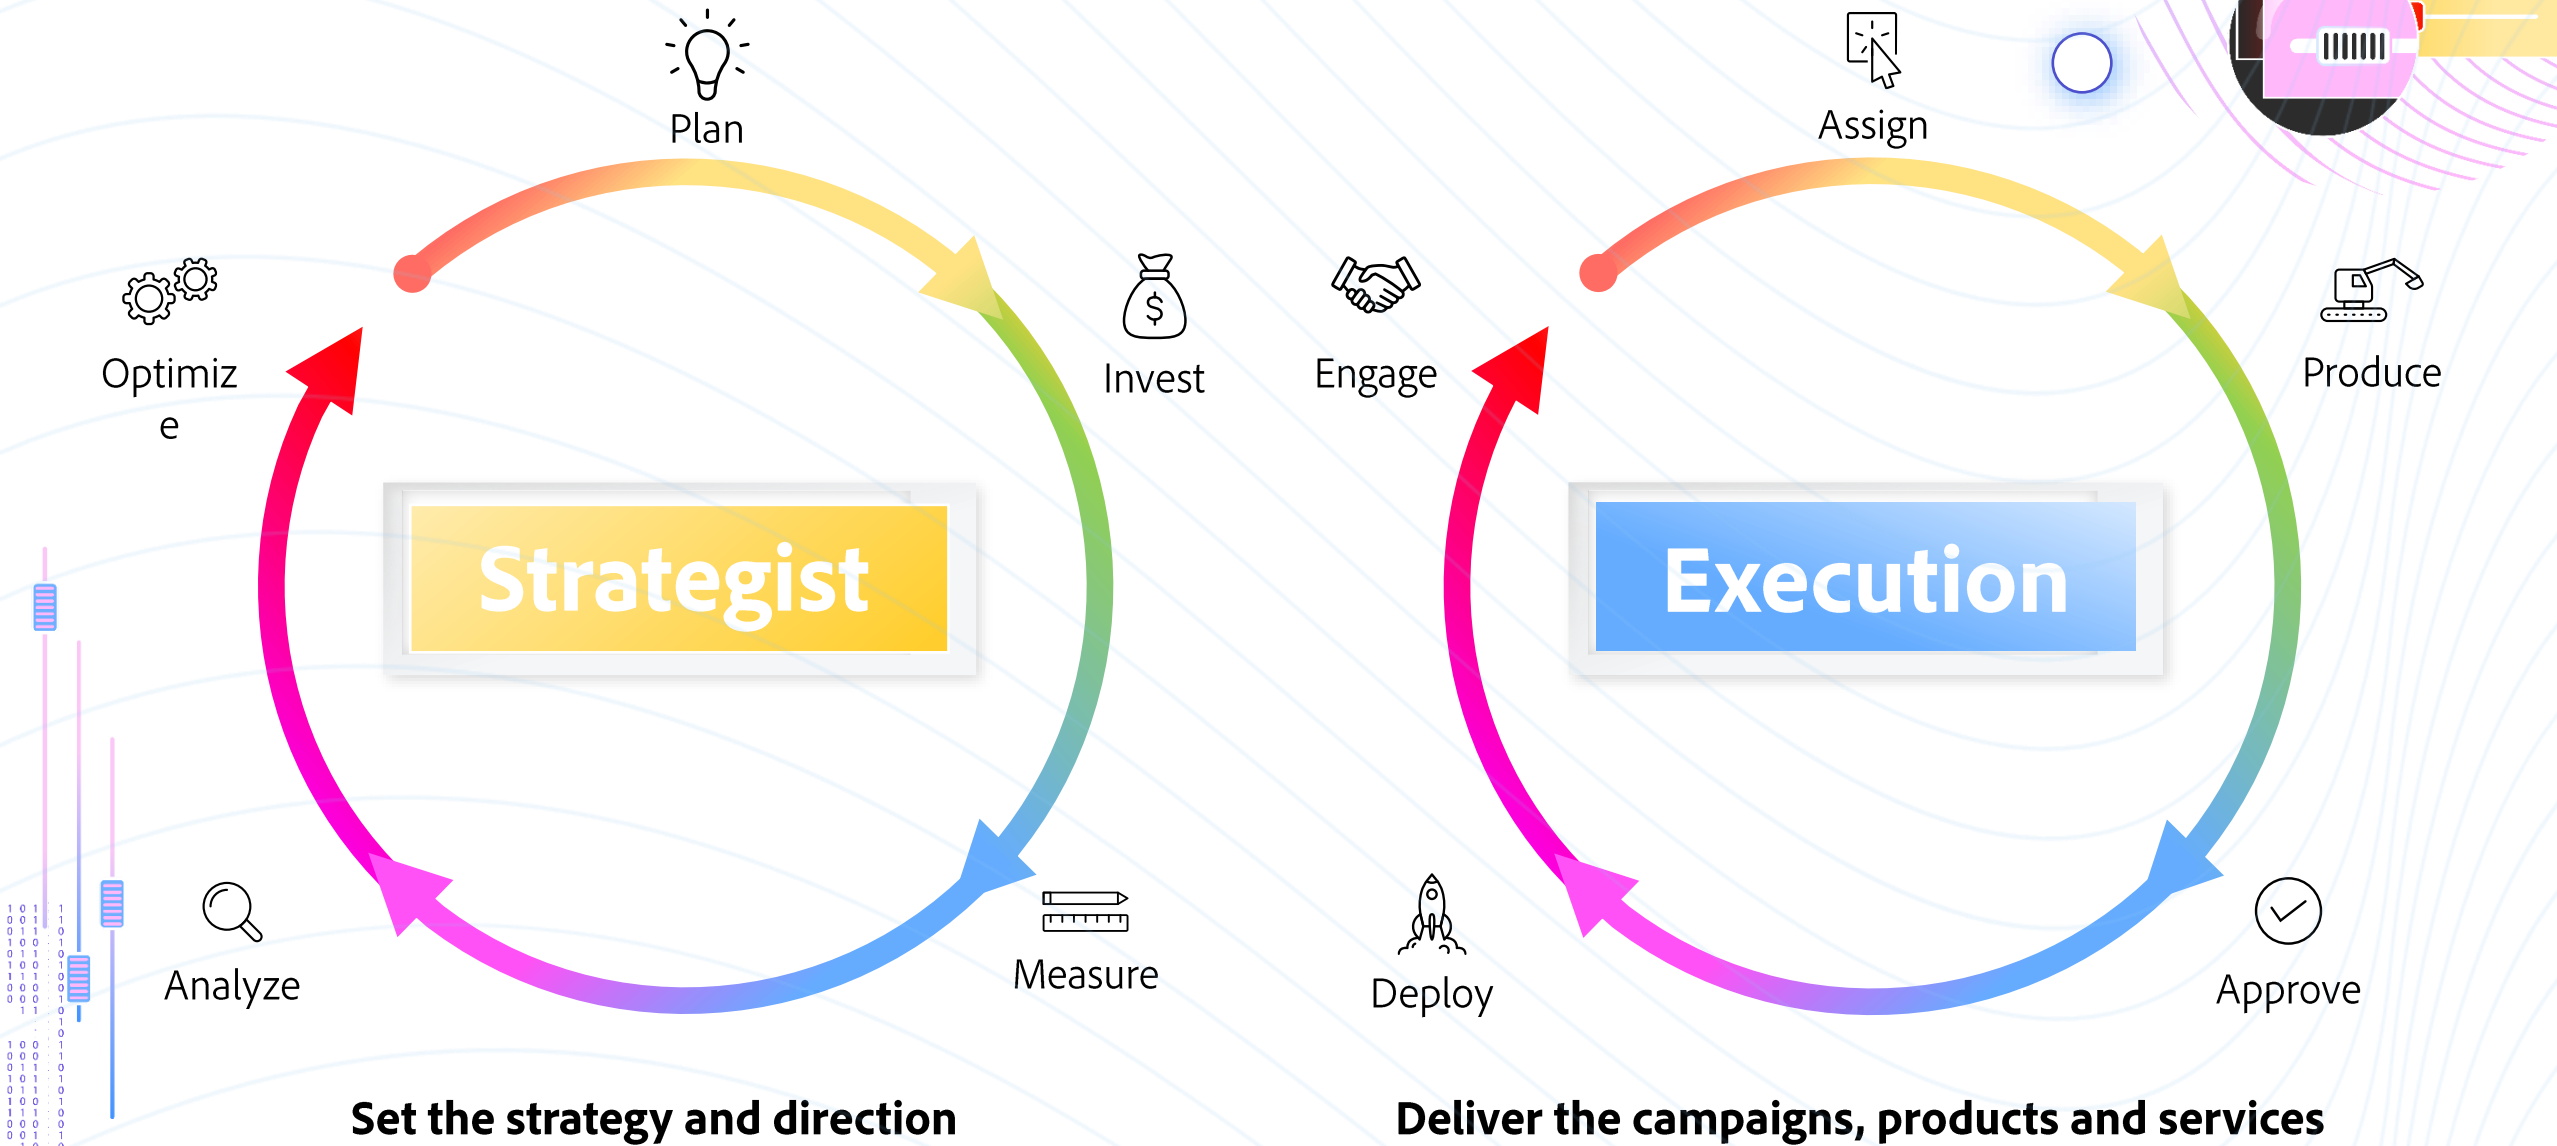 Plan
Assign
Optimiz
e
Invest
Engage
Produce
Strategist
Execution
Analyze
Measure
Deploy
Approve
Set the strategy and direction
Deliver the campaigns, products and services